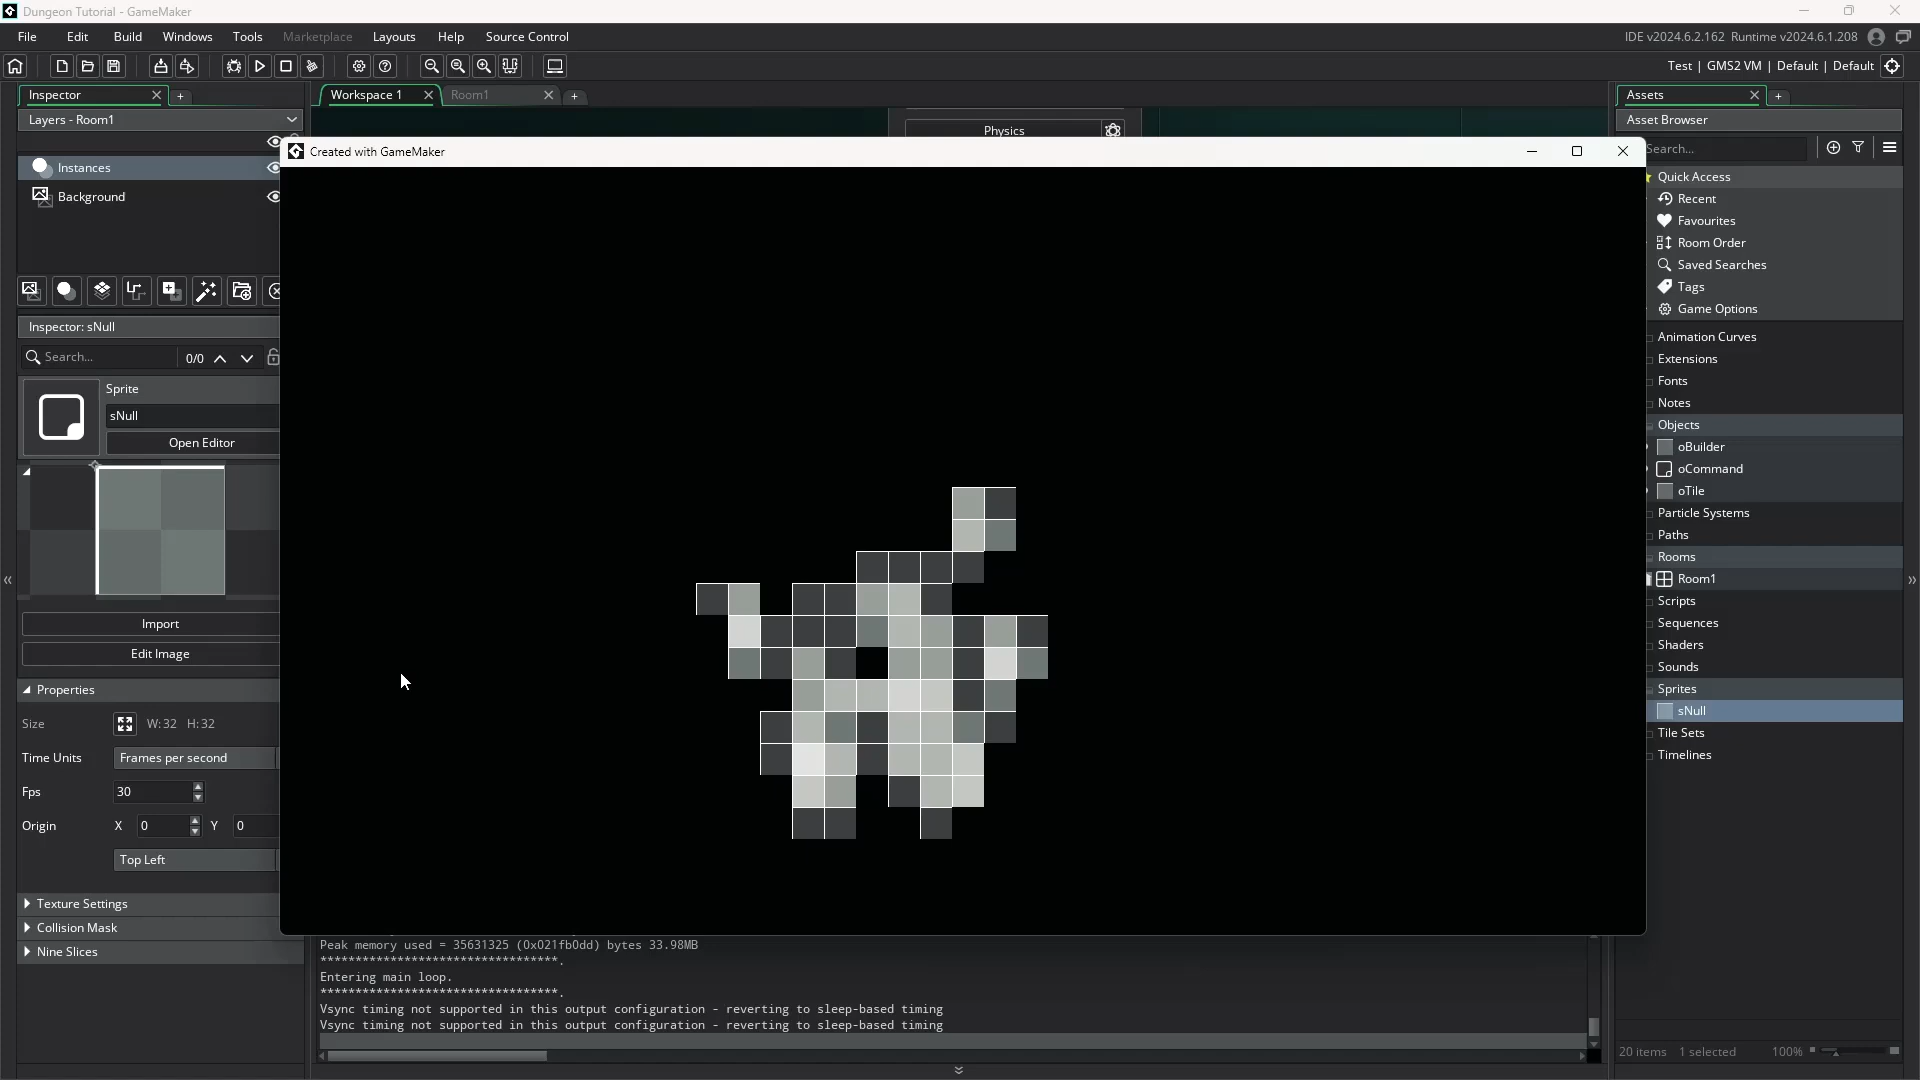 Dungeon Tutorial - GameMaker
File Edit Build Windows Tools Marketplace Layouts Help Source Control
IDE v2024.6.2.162 Runtime v2024.6.1.208
Test | GMS2 VM | Default | Default
Inspector
Workspace 1
Room1
Assets
Layers - Room1
Physics
Asset Browser
Created with GameMaker
Search...
Instances
Background
Quick Access
Recent
Favourites
Room Order
Saved Searches
Tags
Game Options
Inspector: sNull
Search... 0/0
Sprite
sNull
Open Editor
Import
Edit Image
Properties
Size W:32 H:32
Time Units Frames per second
Fps 30
Origin X 0 Y 0
Top Left
Texture Settings
Collision Mask
Nine Slices
Animation Curves
Extensions
Fonts
Notes
Objects
oBuilder
oCommand
oTile
Particle Systems
Paths
Rooms
Room1
Scripts
Sequences
Shaders
Sounds
Sprites
sNull
Tile Sets
Timelines
Peak memory used = 35631325 (0x021fb0dd) bytes 33.98MB
**********************************.
Entering main loop.
**********************************.
Vsync timing not supported in this output configuration - reverting to sleep-based timing
Vsync timing not supported in this output configuration - reverting to sleep-based timing
20 items 1 selected 100%